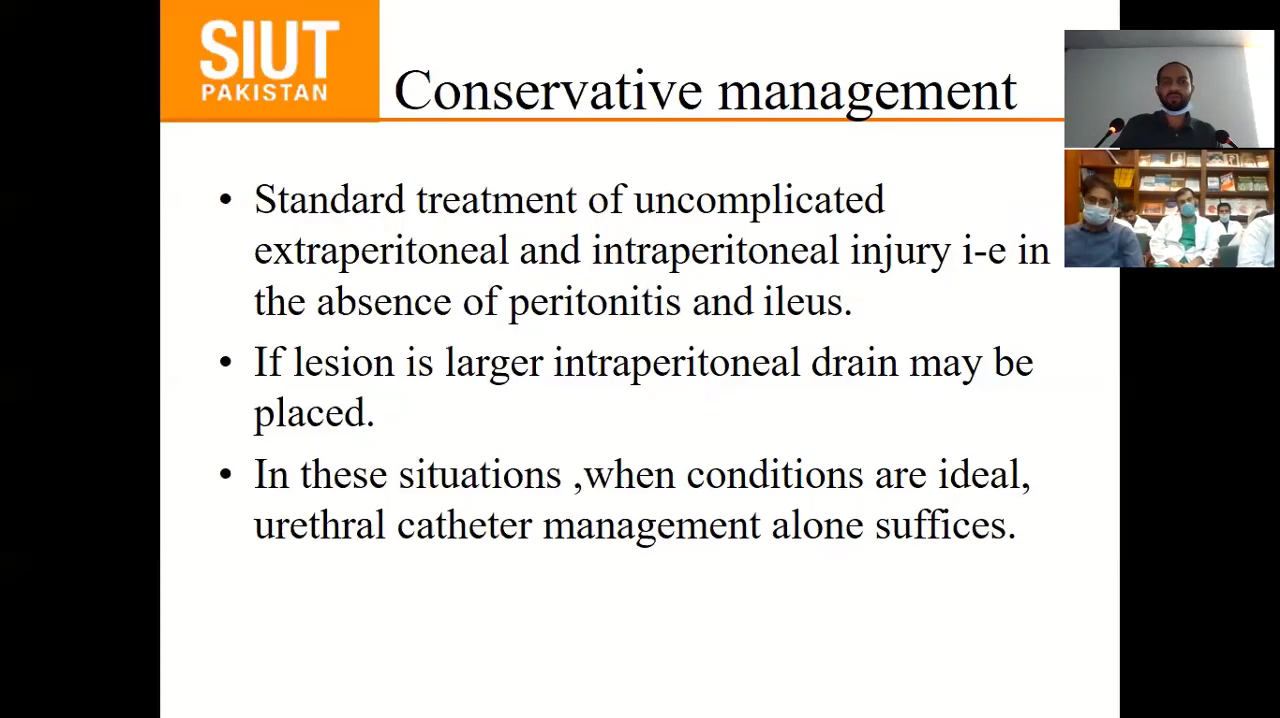 SIUT
PAKISTAN
Conservative management
• Standard treatment of uncomplicated
extraperitoneal and intraperitoneal injury i-e in
the absence of peritonitis and ileus.
• If lesion is larger intraperitoneal drain may be
placed.
• In these situations ,when conditions are ideal,
urethral catheter management alone suffices.